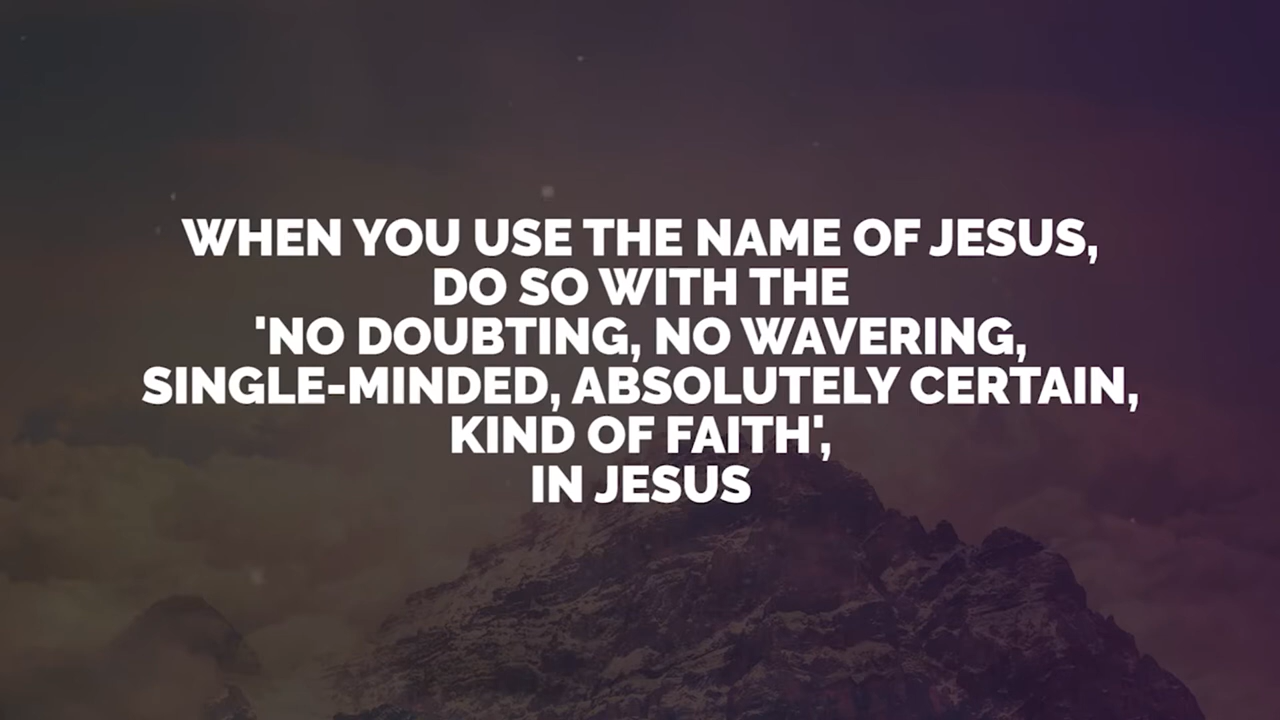 WHEN YOU USE THE NAME OF JESUS,
DO SO WITH THE
'NO DOUBTING, NO WAVERING,
SINGLE-MINDED, ABSOLUTELY CERTAIN,
KIND OF FAITH',
IN JESUS